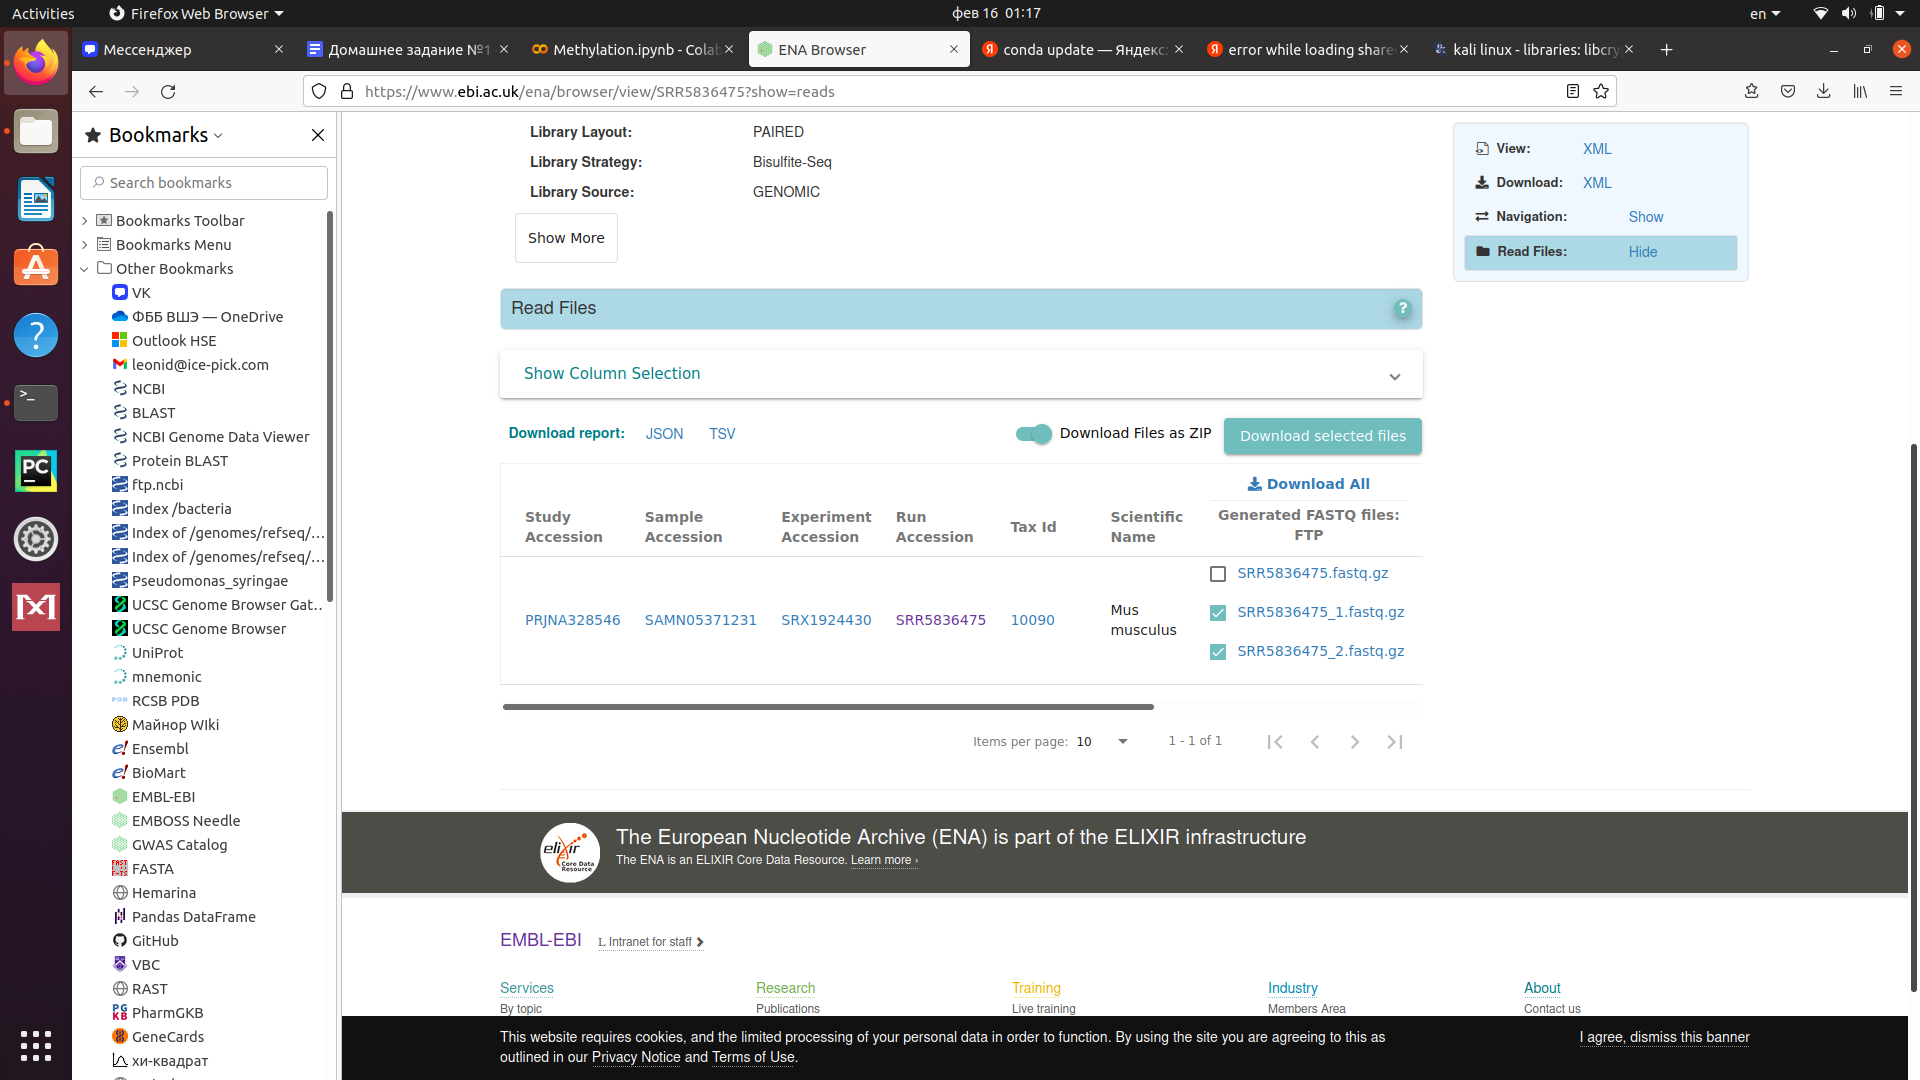 Activities
Firefox Web Browser
фев 16 01:17
en
Мессенджер
Домашнее задание №1
Methylation.ipynb - Colab
ENA Browser
conda update — Яндекс:
error while loading share
kali linux - libraries: libcry
https://www.ebi.ac.uk/ena/browser/view/SRR5836475?show=reads
Bookmarks
Search bookmarks
Bookmarks Toolbar
Bookmarks Menu
Other Bookmarks
VK
ФББ ВШЭ — OneDrive
Outlook HSE
leonid@ice-pick.com
NCBI
BLAST
NCBI Genome Data Viewer
Protein BLAST
ftp.ncbi
Index /bacteria
Index of /genomes/refseq/...
Index of /genomes/refseq/...
Pseudomonas_syringae
UCSC Genome Browser Gat...
UCSC Genome Browser
UniProt
mnemonic
RCSB PDB
Майнор WIki
Ensembl
BioMart
EMBL-EBI
EMBOSS Needle
GWAS Catalog
FASTA
Hemarina
Pandas DataFrame
GitHub
VBC
RAST
PharmGKB
GeneCards
хи-квадрат
Library Layout: PAIRED
Library Strategy: Bisulfite-Seq
Library Source: GENOMIC
Show More
View: XML
Download: XML
Navigation: Show
Read Files: Hide
Read Files
?
Show Column Selection
Download report: JSON TSV
Download Files as ZIP
Download selected files
Download All
Study Accession
Sample Accession
Experiment Accession
Run Accession
Tax Id
Scientific Name
Generated FASTQ files: FTP
PRJNA328546
SAMN05371231
SRX1924430
SRR5836475
10090
Mus musculus
SRR5836475.fastq.gz
SRR5836475_1.fastq.gz
SRR5836475_2.fastq.gz
Items per page: 10
1 - 1 of 1
elixir
Core Data
Resource
The European Nucleotide Archive (ENA) is part of the ELIXIR infrastructure
The ENA is an ELIXIR Core Data Resource. Learn more ›
EMBL-EBI
L Intranet for staff
Services
By topic
Research
Publications
Training
Live training
Industry
Members Area
About
Contact us
This website requires cookies, and the limited processing of your personal data in order to function. By using the site you are agreeing to this as
outlined in our Privacy Notice and Terms of Use.
I agree, dismiss this banner